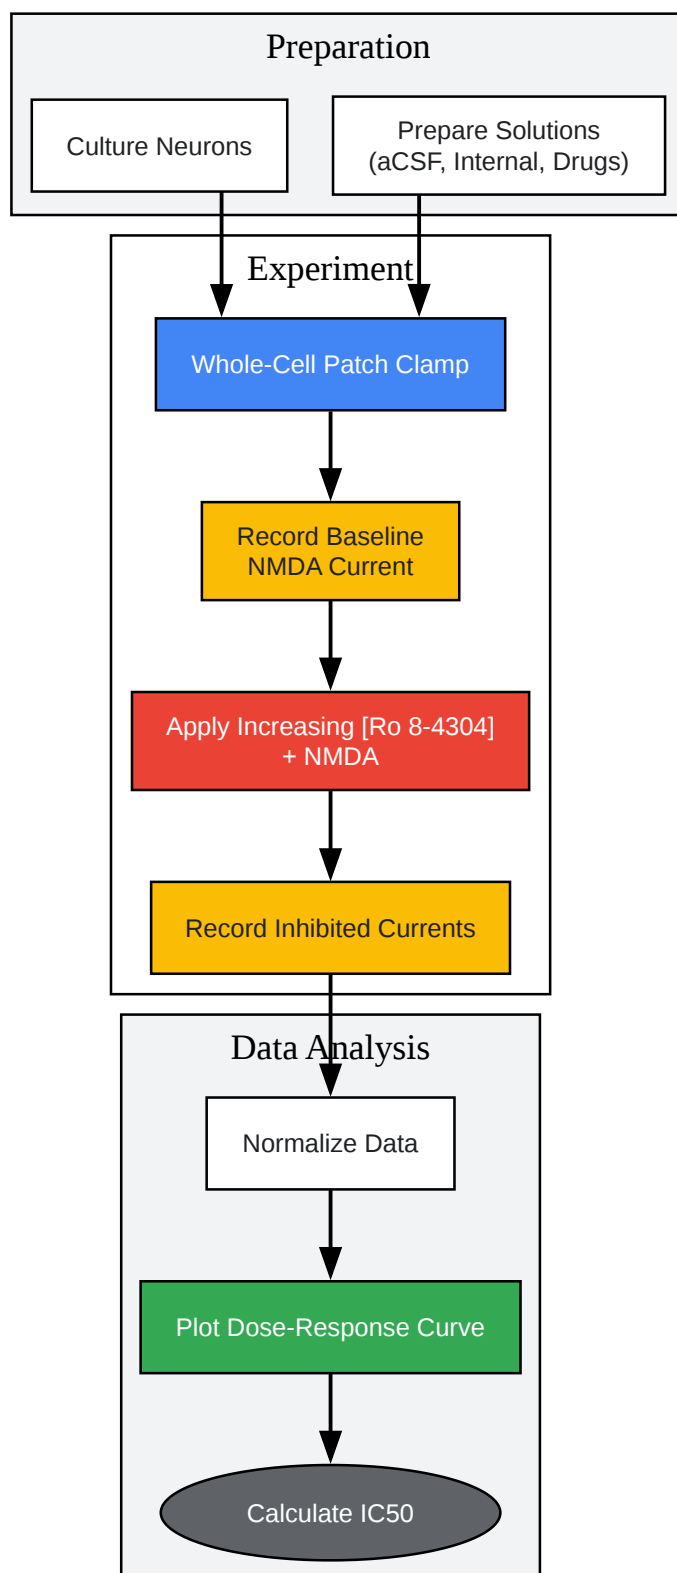 Preparation
Culture Neurons
Prepare Solutions
(aCSF, Internal, Drugs)
Experiment
Whole-Cell Patch Clamp
Record Baseline
NMDA Current
Apply Increasing [Ro 8-4304]
+ NMDA
Record Inhibited Currents
Data Analysis
Normalize Data
Plot Dose-Response Curve
Calculate IC50